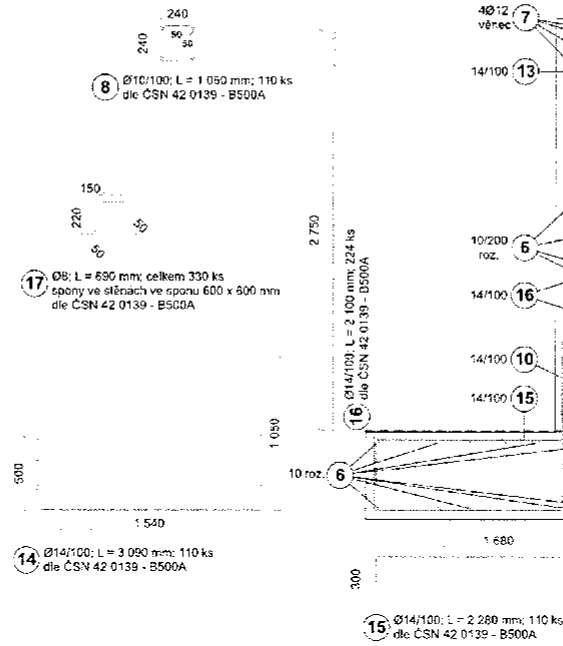 240
240
50
50
8 Ø10/100; L = 1 060 mm; 110 ks
dle ČSN 42 0139 - B500A
150
220
50
50
17 Ø8; L = 690 mm; celkem 330 ks
spony ve stěnách ve sponu 600 x 600 mm
dle ČSN 42 0139 - B500A
2 750
16 Ø14/100; L = 2 100 mm; 224 ks
dle ČSN 42 0139 - B500A
4Ø12
věnec 7
14/100 13
10/200
roz. 6
14/100 16
14/100 10
14/100 15
10 roz. 6
500
1 050
1 540
14 Ø14/100; L = 3 090 mm; 110 ks
dle ČSN 42 0139 - B500A
1 680
300
15 Ø14/100; L = 2 280 mm; 110 ks
dle ČSN 42 0139 - B500A